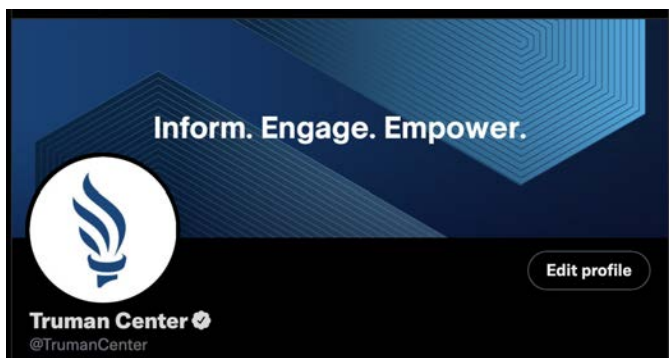 Inform. Engage. Empower.
Edit profile
Truman Center
@TrumanCenter